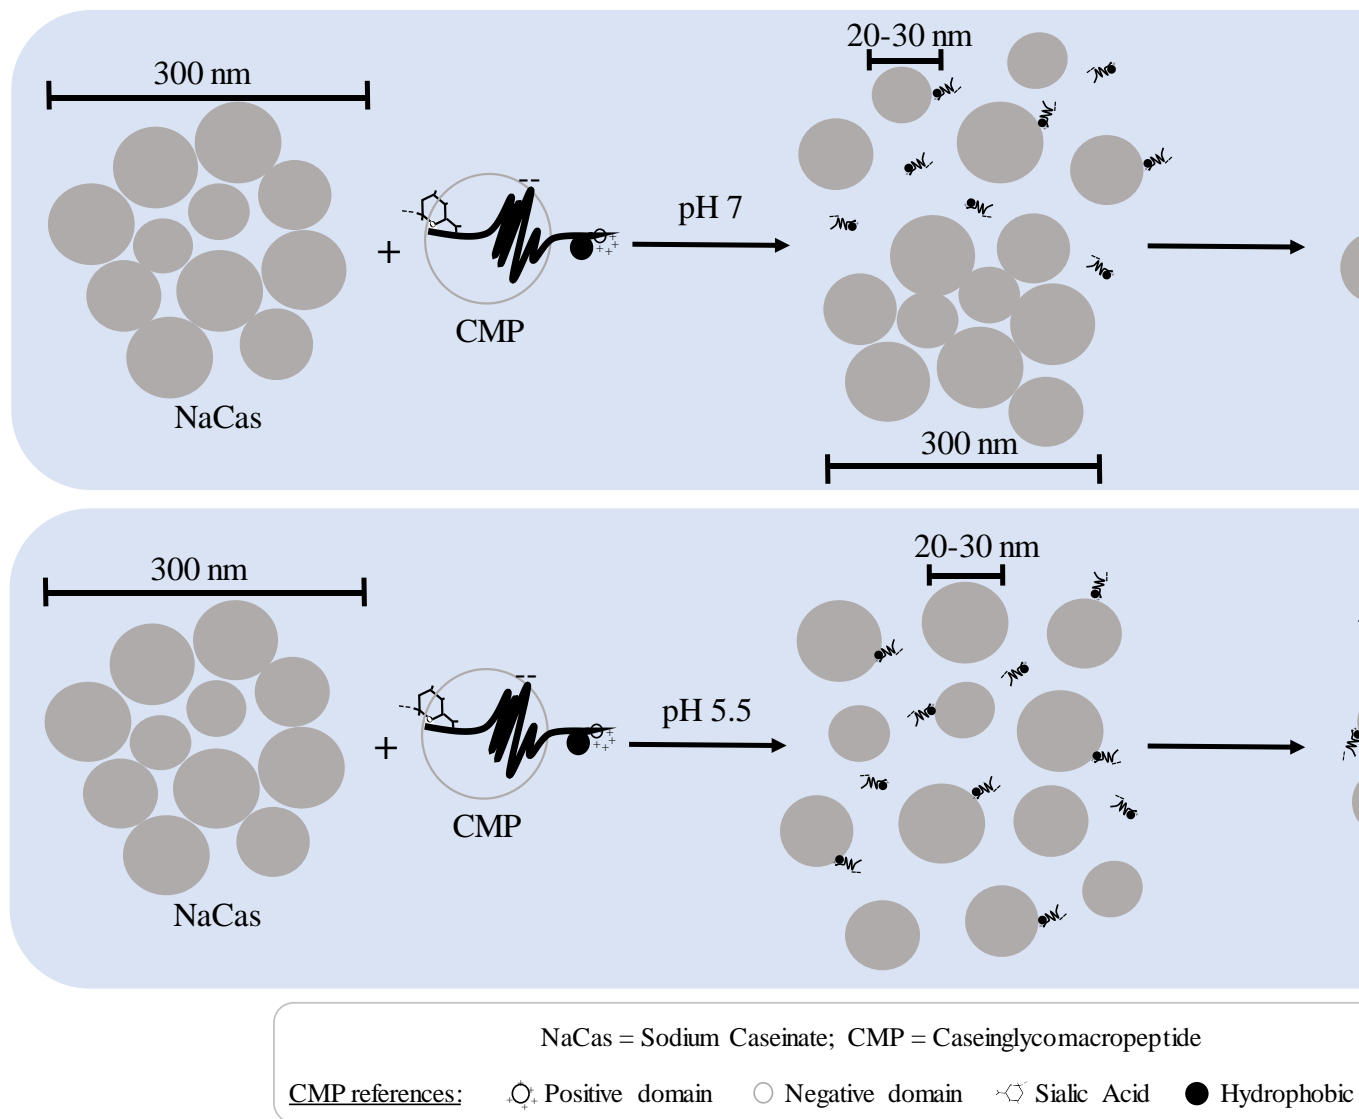 300 nm
20-30 nm
+
CMP
pH 7
NaCas
300 nm
300 nm
20-30 nm
+
CMP
pH 5.5
NaCas
NaCas = Sodium Caseinate; CMP = Caseinglycomacropeptide
CMP references: Positive domain Negative domain Sialic Acid Hydrophobic